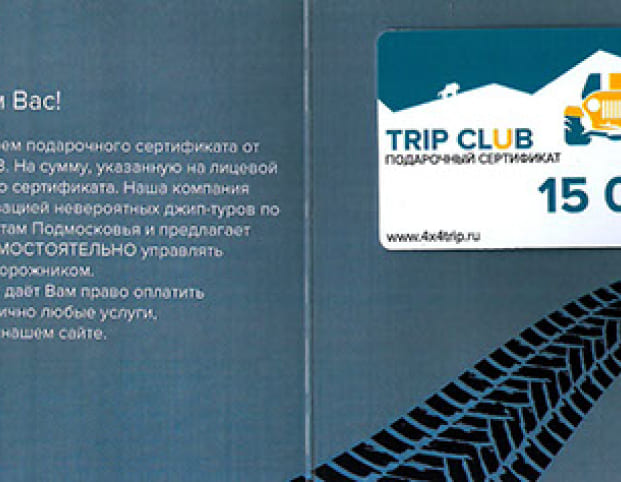 м Вас!
ем подарочного сертификата от
В. На сумму, указанную на лицевой
о сертификата. Наша компания
зацией невероятных джип-туров по
там Подмосковья и предлагает
МОСТОЯТЕЛЬНО управлять
орожником.
даёт Вам право оплатить
ично любые услуги,
нашем сайте.
TRIP CLUB
ПОДАРОЧНЫЙ СЕРТИФИКАТ
15 0
www.4x4trip.ru